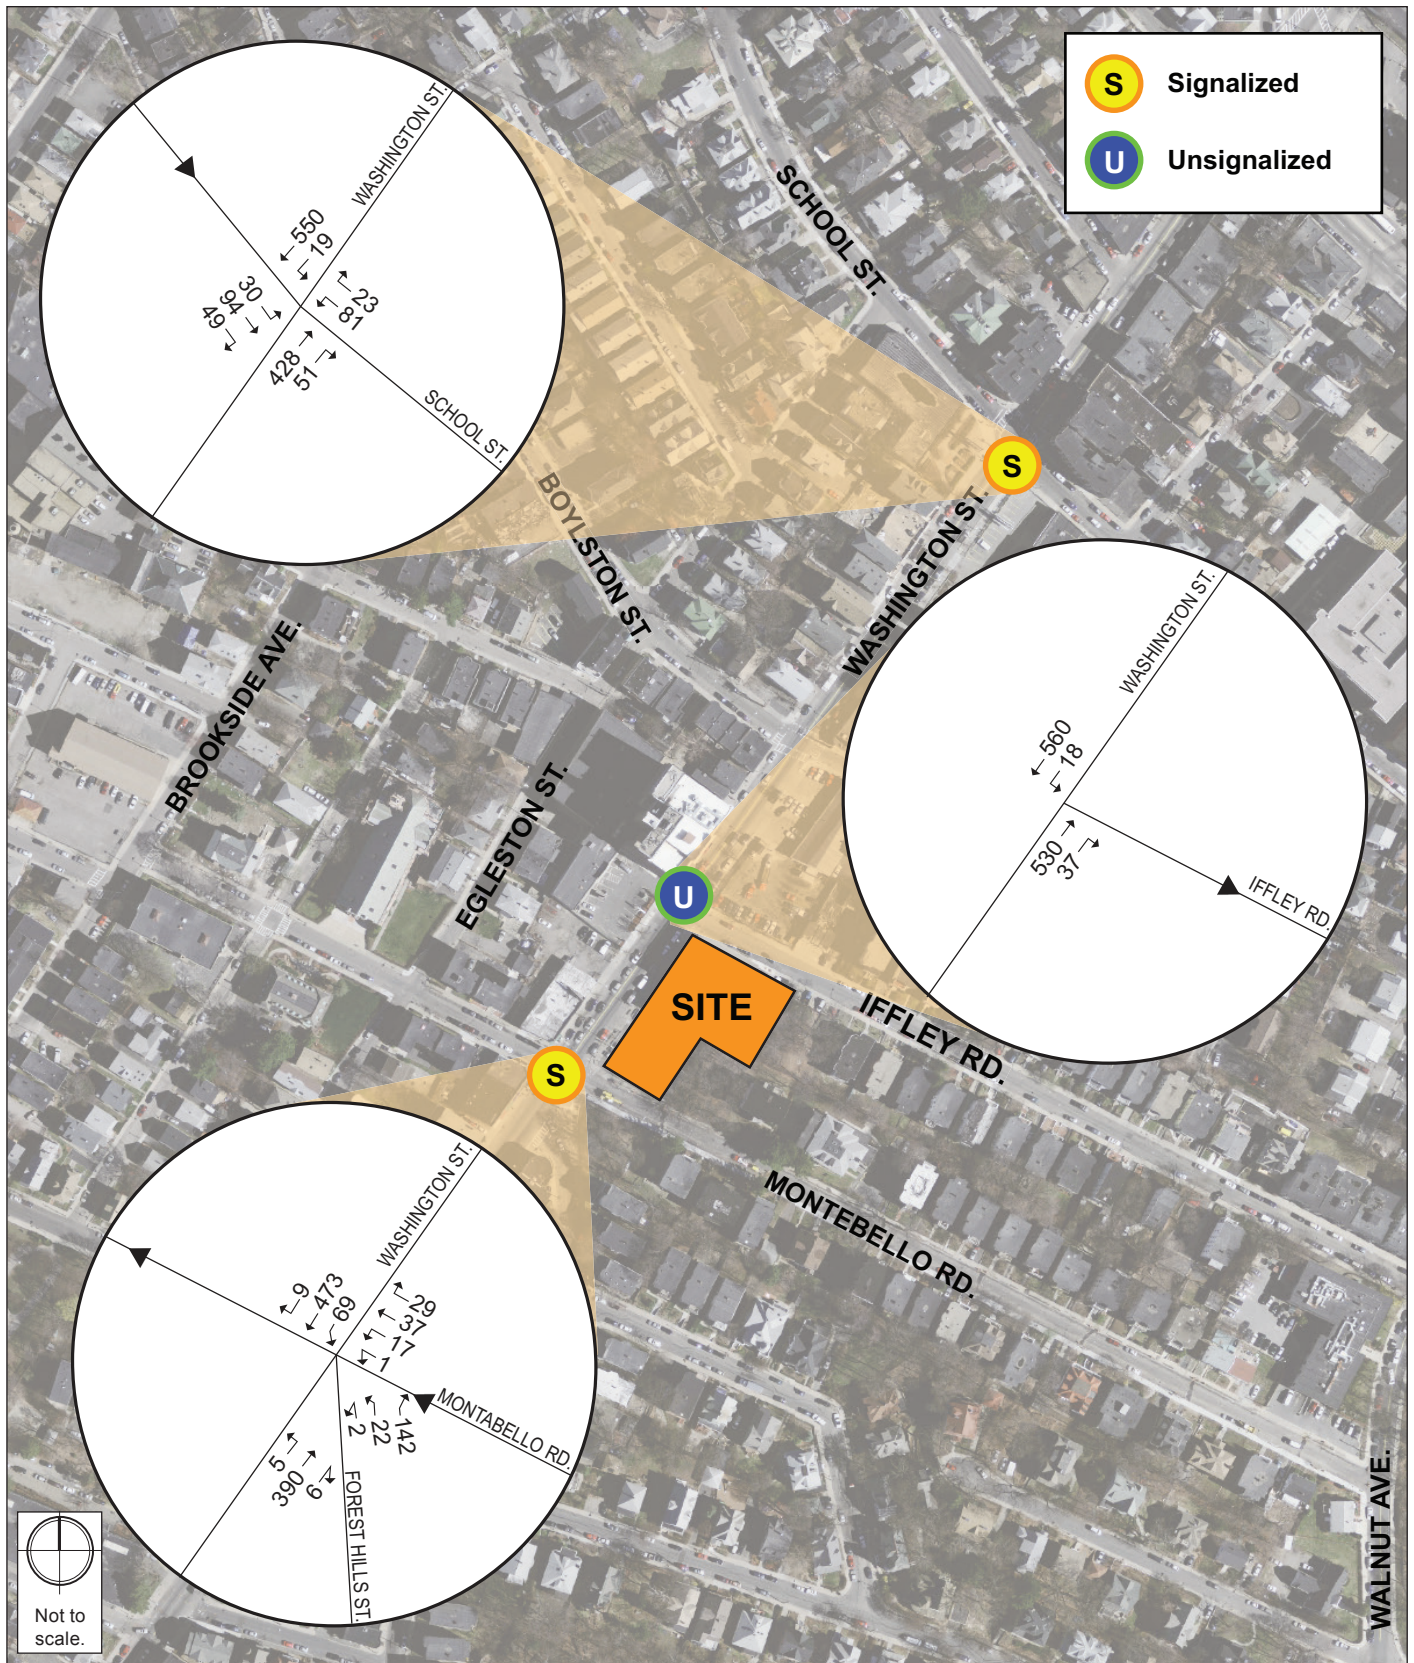 S Signalized
U Unsignalized
WASHINGTON ST.
550
19
30
94
49
23
81
428
51
SCHOOL ST.
SCHOOL ST.
S
BOYLSTON ST.
WASHINGTON ST.
BROOKSIDE AVE.
EGLESTON ST.
WASHINGTON ST.
560
18
530
37
IFFLEY RD.
U
SITE
IFFLEY RD.
S
MONTEBELLO RD.
WASHINGTON ST.
9
473
69
29
37
17
1
142
22
2
5
390
6
MONTABELLO RD.
FOREST HILLS ST.
WALNUT AVE.
Not to
scale.